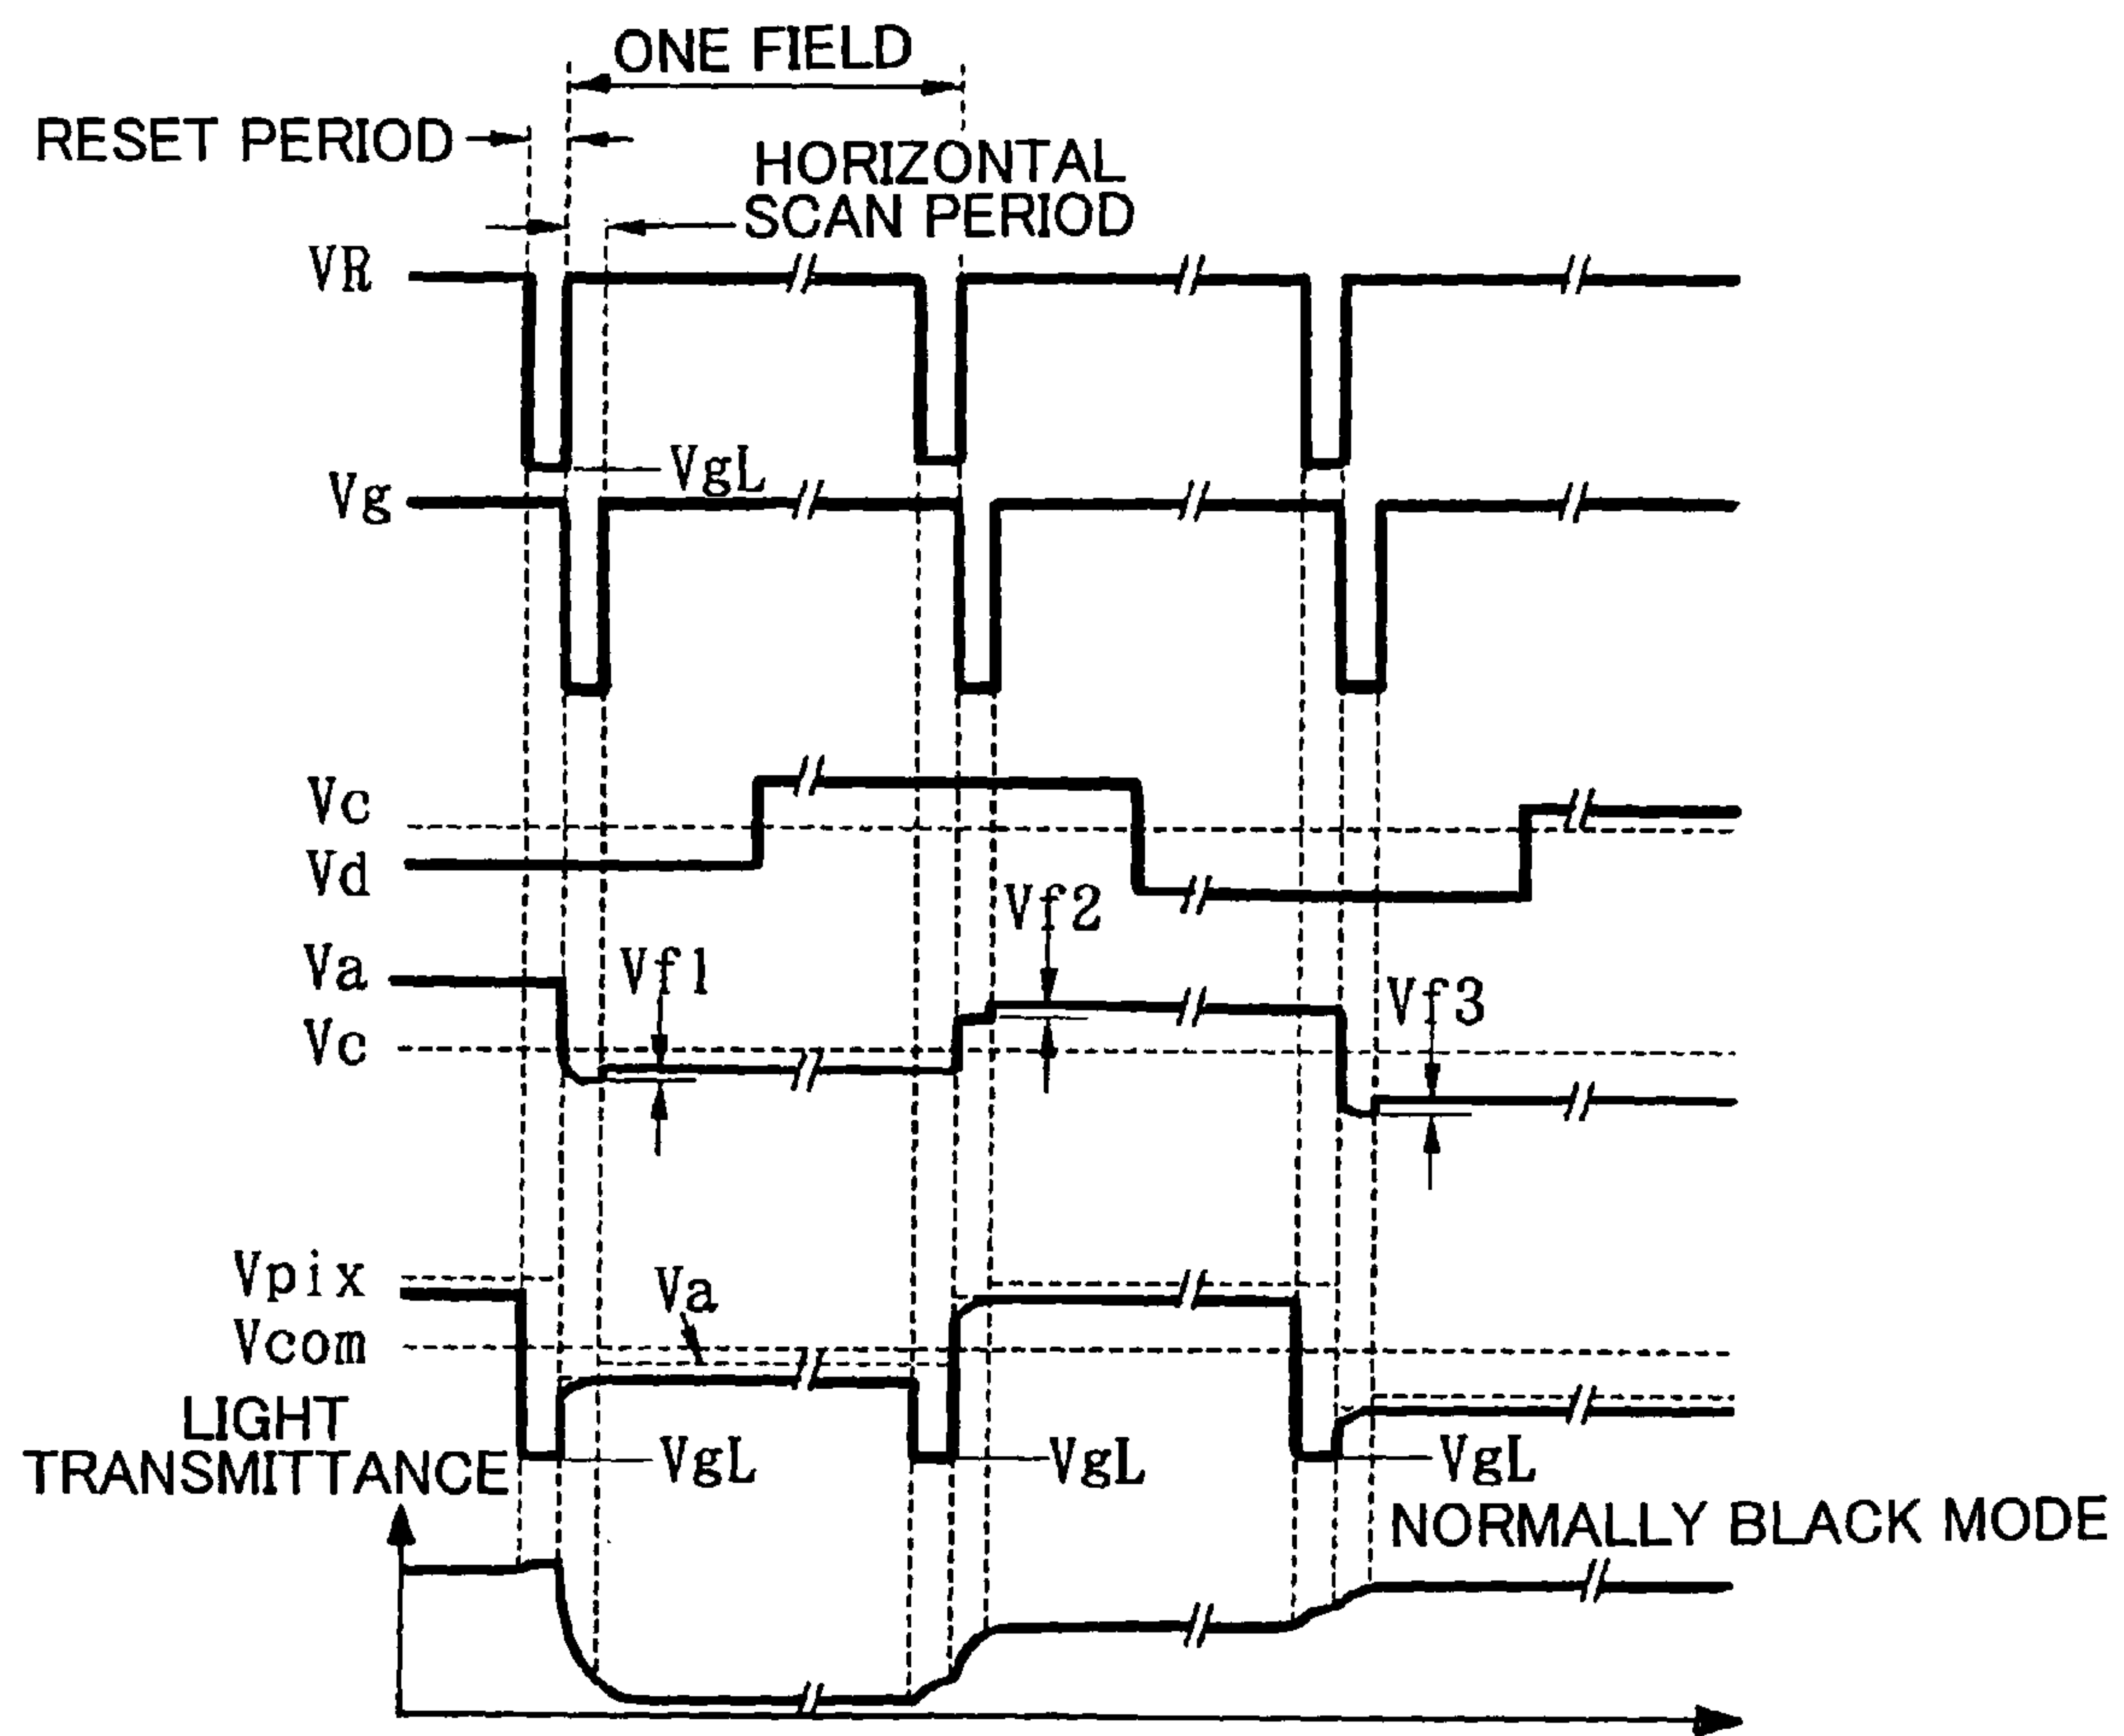 ONE FIELD
RESET PERIOD
HORIZONTAL
SCAN PERIOD
VR
VgL
Vg
Vc
Vd
Vf2
Va
Vf1
Vf3
Vc
Vpix
Va
Vcom
LIGHT
TRANSMITTANCE
VgL
VgL
VgL
NORMALLY BLACK MODE